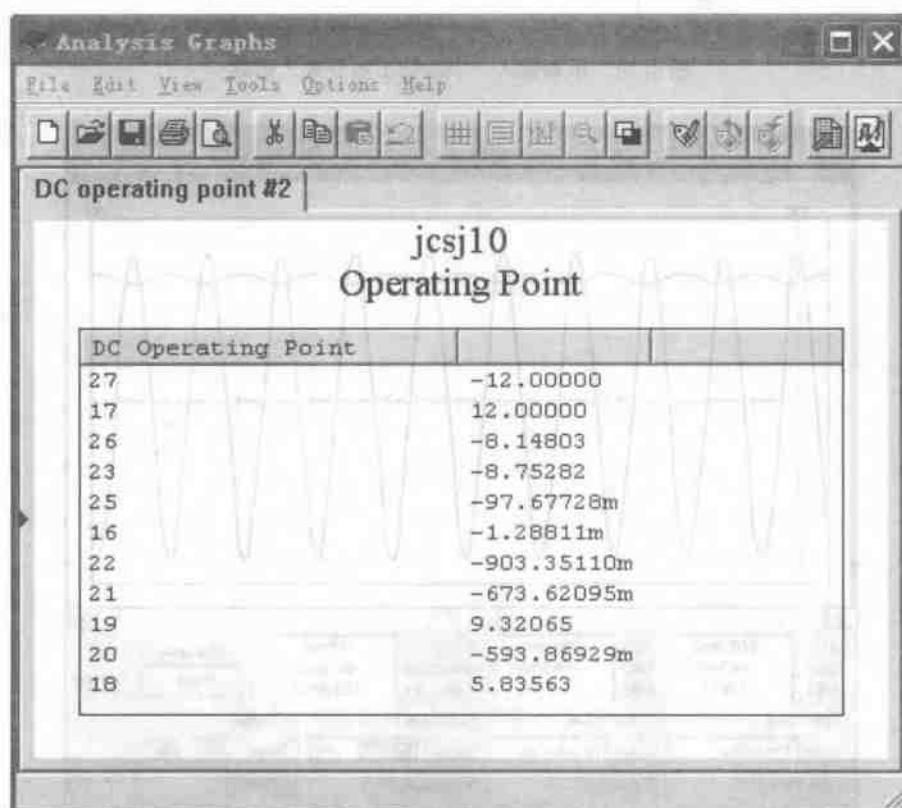 Analysis Graphs
File Edit View Tools Options Help
DC operating point #2
jcsj10
Operating Point
DC Operating Point
27 -12.00000
17 12.00000
26 -8.14803
23 -8.75282
25 -97.67728m
16 -1.28811m
22 -903.35110m
21 -673.62095m
19 9.32065
20 -593.86929m
18 5.83563